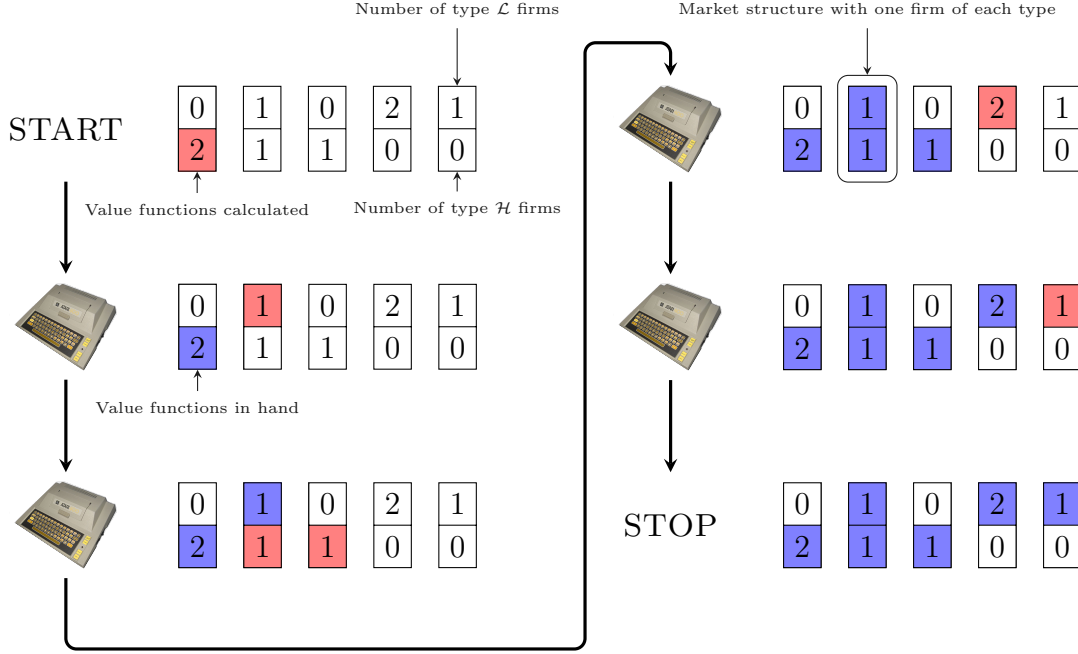 Number of type ℒ firms
0 1 0 2 1
START
2 1 1 0 0
Value functions calculated
Number of type ℋ firms
0 1 0 2 1
2 1 1 0 0
Value functions in hand
0 1 0 2 1
2 1 1 0 0
Market structure with one firm of each type
0 1 0 2 1
2 1 1 0 0
0 1 0 2 1
2 1 1 0 0
0 1 0 2 1
STOP
2 1 1 0 0